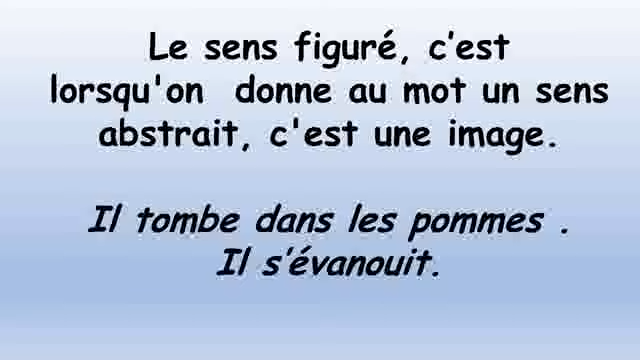 Le sens figuré, c’est
lorsqu'on  donne au mot un sens
abstrait, c'est une image.
Il tombe dans les pommes .
Il s’évanouit.